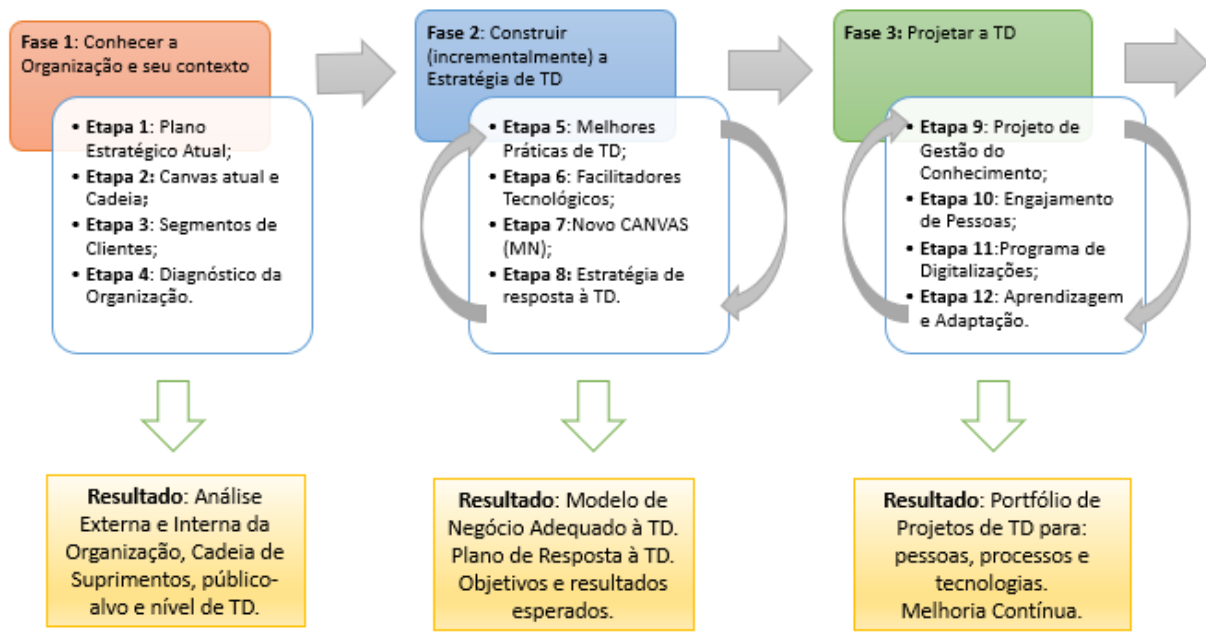 Fase 1: Conhecer a
Organização e seu contexto
• Etapa 1: Plano
Estratégico Atual;
• Etapa 2: Canvas atual e
Cadeia;
• Etapa 3: Segmentos de
Clientes;
• Etapa 4: Diagnóstico da
Organização.
Resultado: Análise
Externa e Interna da
Organização, Cadeia de
Suprimentos, público-
alvo e nível de TD.
Fase 2: Construir
(incrementalmente) a
Estratégia de TD
• Etapa 5: Melhores
Práticas de TD;
• Etapa 6: Facilitadores
Tecnológicos;
• Etapa 7:Novo CANVAS
(MN);
• Etapa 8: Estratégia de
resposta à TD.
Resultado: Modelo de
Negócio Adequado à TD.
Plano de Resposta à TD.
Objetivos e resultados
esperados.
Fase 3: Projetar a TD
• Etapa 9: Projeto de
Gestão do
Conhecimento;
• Etapa 10: Engajamento
de Pessoas;
• Etapa 11:Programa de
Digitalizações;
• Etapa 12: Aprendizagem
e Adaptação.
Resultado: Portfólio de
Projetos de TD para:
pessoas, processos e
tecnologias.
Melhoria Contínua.